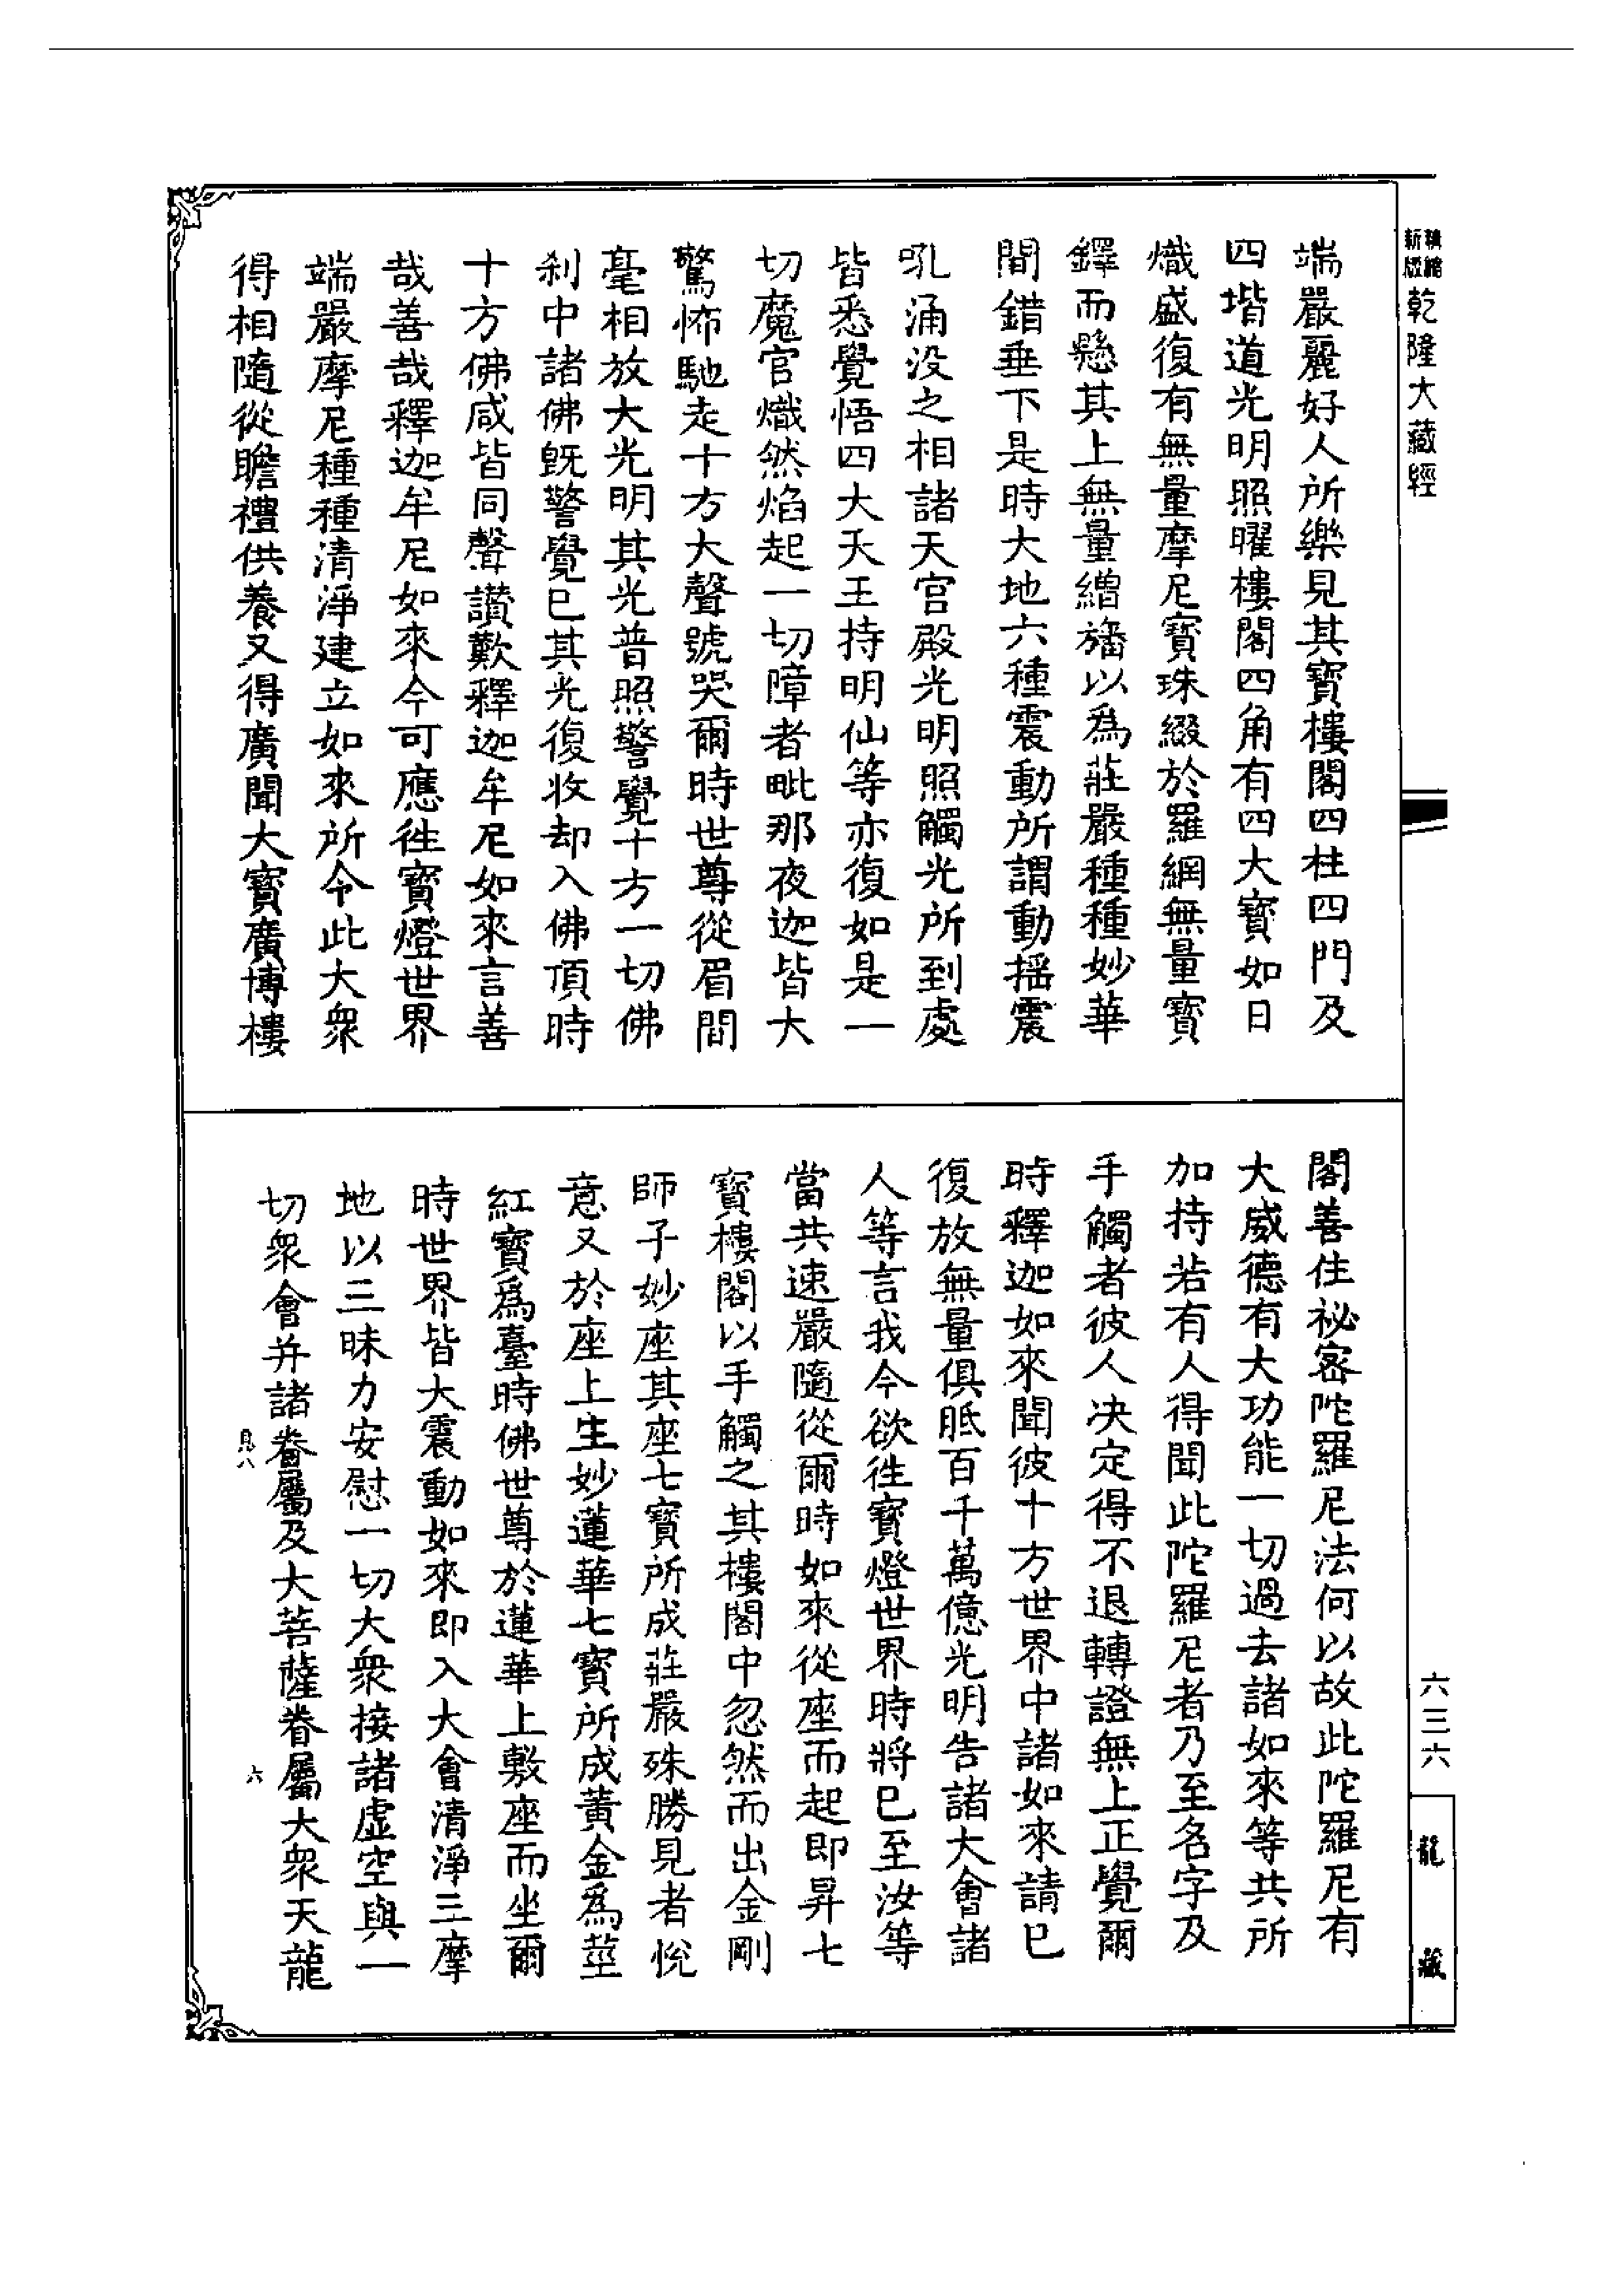 新版精縮乾隆大藏經
端嚴麗好人所樂見其寶樓閣四柱四門及
四堦道光明照曜樓閣四角有四大寶如日
熾盛復有無量摩尼寶珠綴於羅網無量寶
鐸而懸其上無量繒旛以爲莊嚴種種妙華
間錯垂下是時大地六種震動所謂動揺震
吼涌没之相諸天宫殿光明照觸光所到處
皆悉覺悟四大天王持明仙等亦復如是一
切魔官熾然焰起一切障者毗那夜迦皆大
驚怖馳走十方大聲號哭爾時世尊從眉間
毫相放大光明其光普照警覺十方一切佛
刹中諸佛旣警覺已其光復收却入佛頂時
十方佛咸皆同聲讃歎釋迦牟尼如來言善
哉善哉釋迦牟尼如來今可應徃寶燈世界
端嚴摩尼種種清淨建立如來所令此大衆
得相隨從瞻禮供養又得廣聞大寳廣博樓
閣善住祕密陀羅尼法何以故此陀羅尼有
大威德有大功能一切過去諸如來等共所
加持若有人得聞此陀羅尼者乃至名字及
手觸者彼人决定得不退轉證無上正覺爾
時釋迦如來聞彼十方世界中諸如來請已
復放無量俱胝百千萬億光明告諸大會諸
人等言我今欲徃寶燈世界時將已至汝等
當共速嚴隨從爾時如來從座而起即昇七
寶樓閣以手觸之其樓閣中忽然而出金剛
師子妙座其座七寶所成莊嚴殊勝見者悅
意又於座上生妙蓮華七寶所成黃金爲莖
紅寶爲臺時佛世尊於蓮華上敷座而坐爾
時世界皆大震動如來即入大會清淨三摩
地以三昧力安慰一切大衆接諸虚空與一
切衆會并諸眷屬及大菩薩眷屬大衆天龍
六
六三六
龍藏